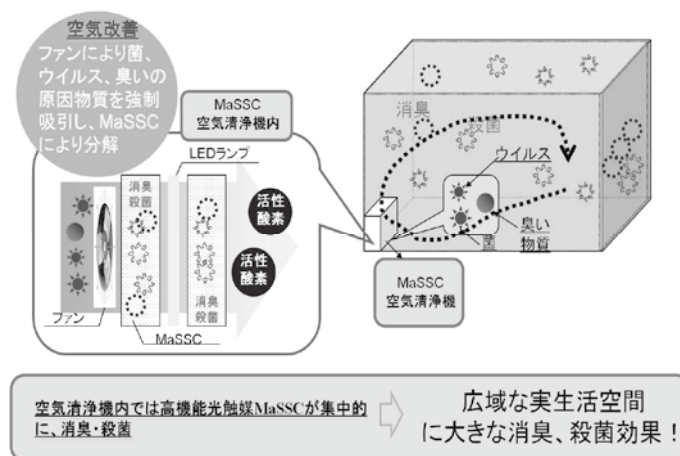 空気改善
ファンにより菌、
ウイルス、臭いの
原因物質を強制
吸引し、MaSSC
により分解
MaSSC
空気清浄機内
LEDランプ
消臭
殺菌
活性
酸素
活性
酸素
消臭
殺菌
ファン
MaSSC
消臭
殺菌
ウイルス
臭い
物質
菌
MaSSC
空気清浄機
空気清浄機内では高機能光触媒MaSSCが集中的
に、消臭・殺菌
広域な実生活空間
に大きな消臭、殺菌効果！